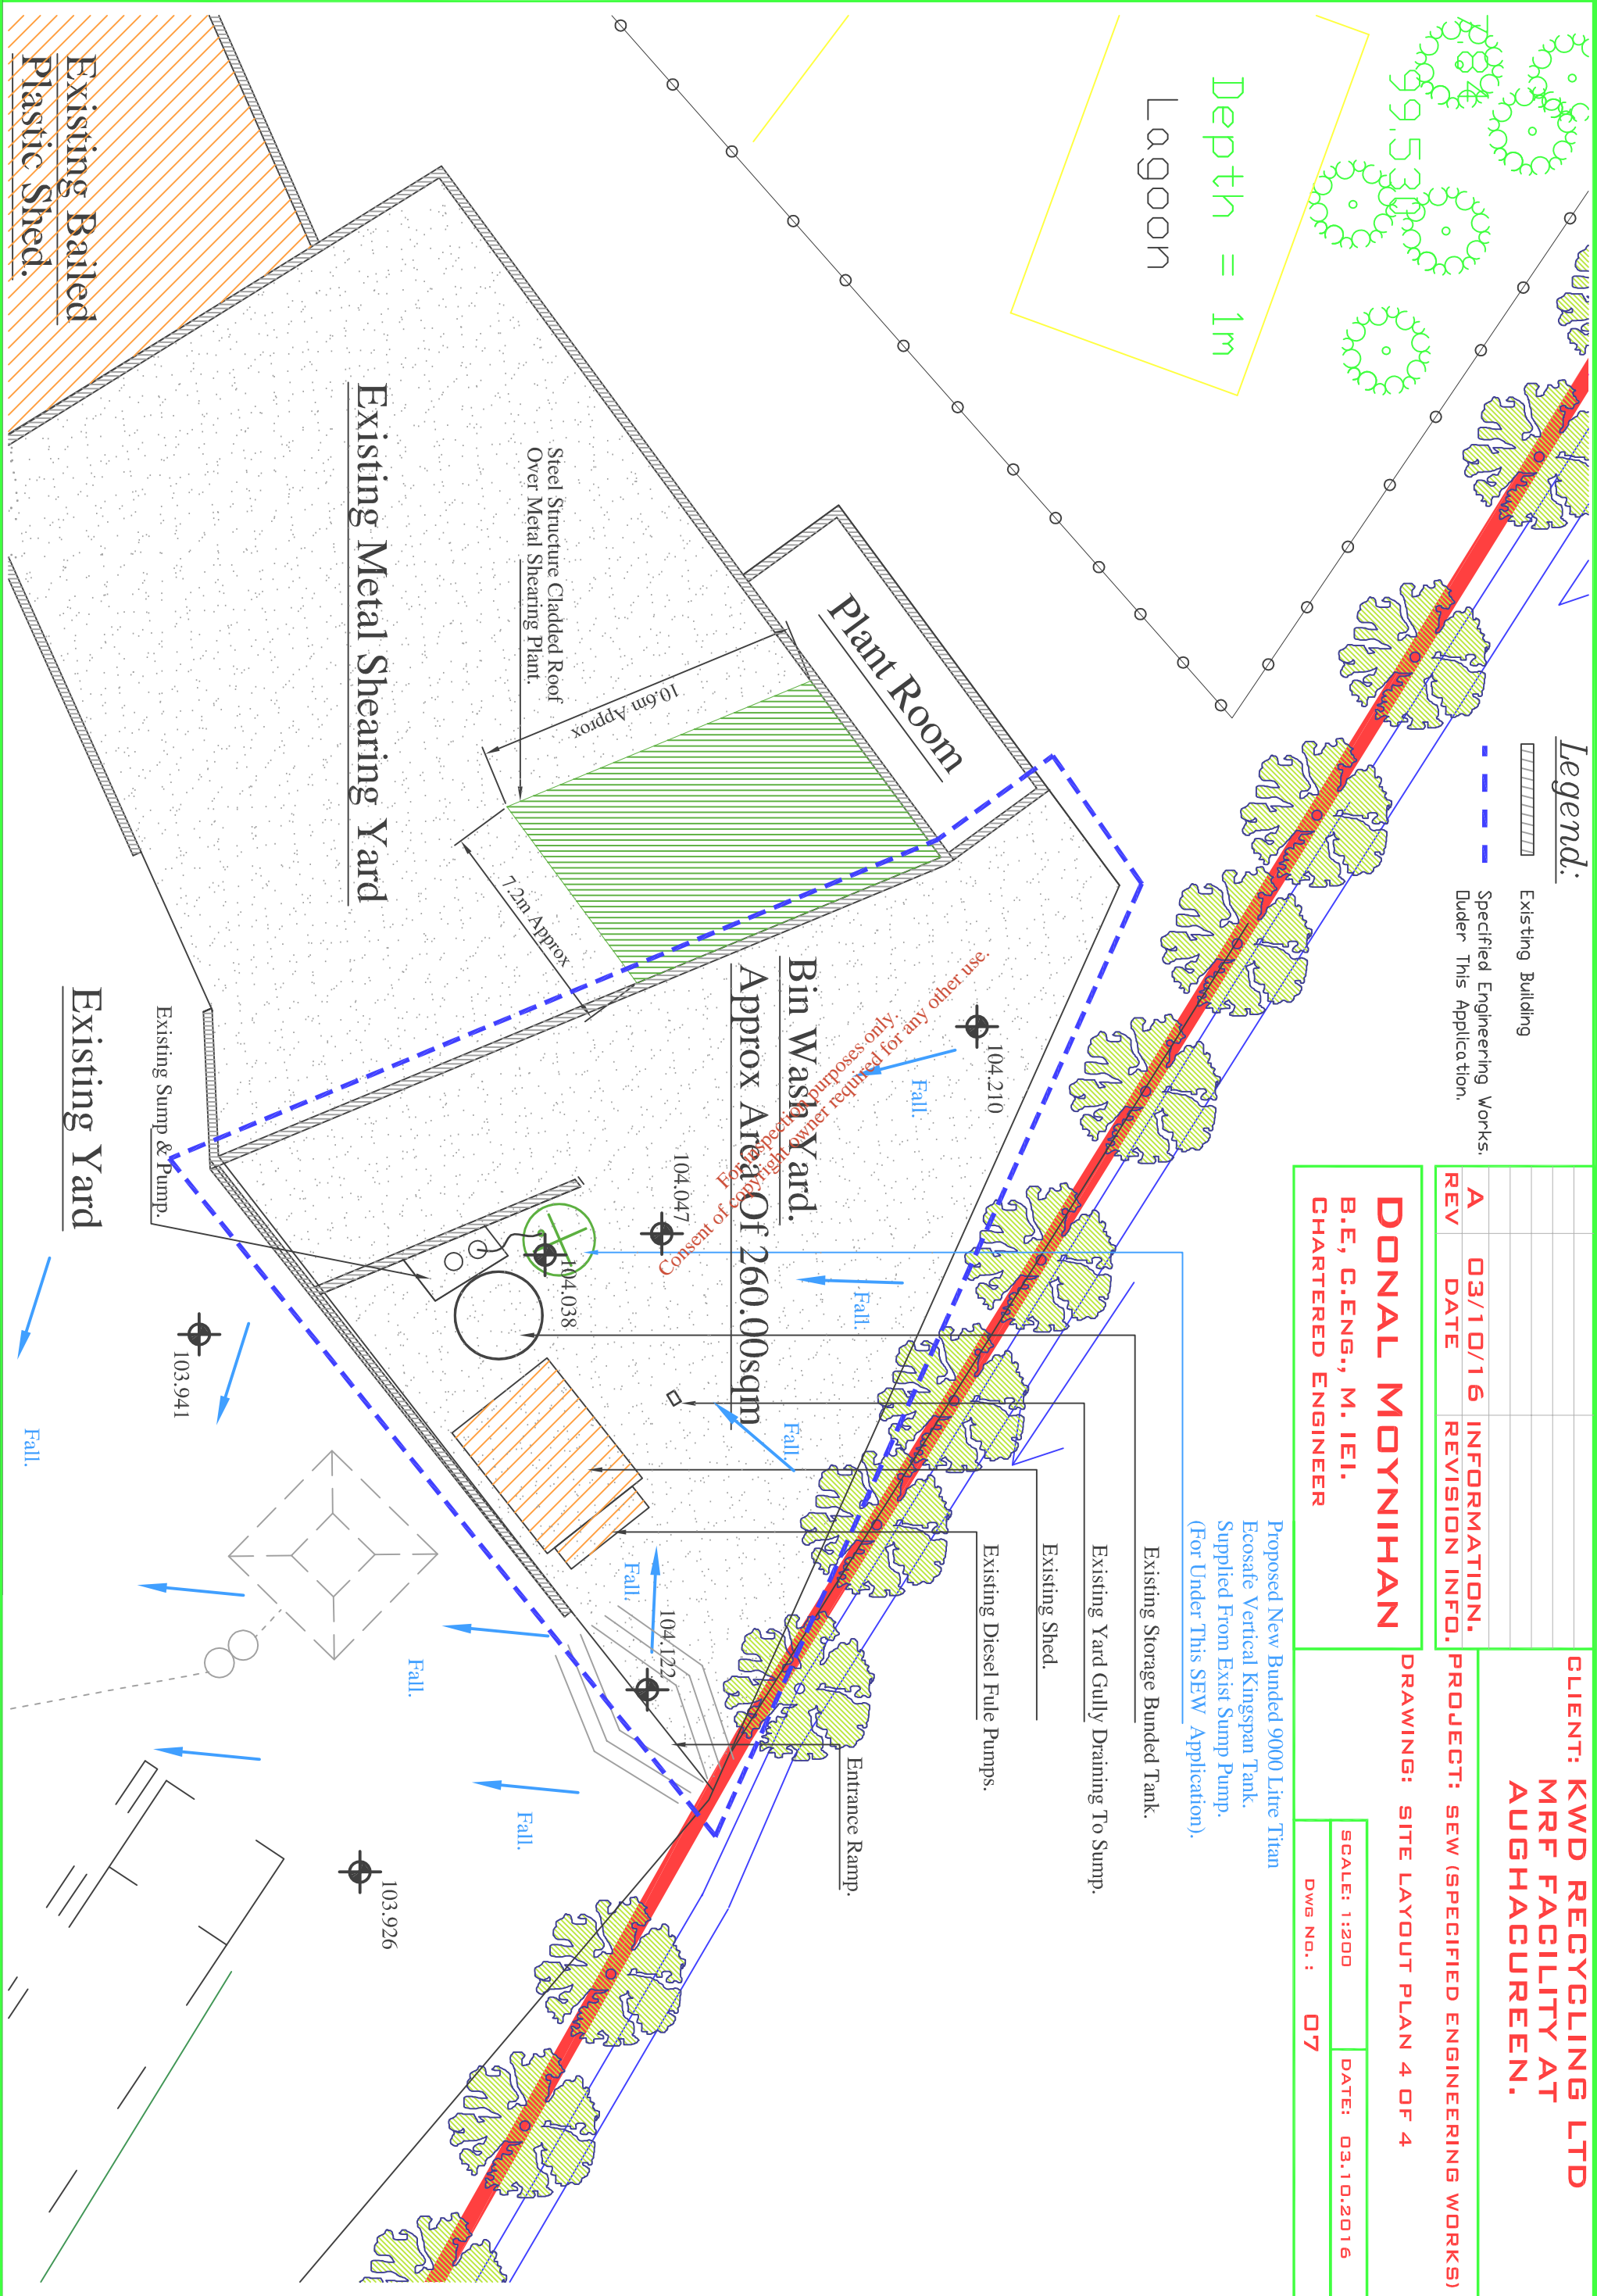 CLIENT: KWD RECYCLING LTD
MRF FACILITY AT
AUGHACUREEN.
PROJECT: SEW (SPECIFIED ENGINEERING WORKS)
DRAWING: SITE LAYOUT PLAN 4 OF 4
SCALE: 1:200
DATE: 03.10.2016
DWG NO.: 07
A 03/10/16 INFORMATION.
REV DATE REVISION INFO.
DONAL MOYNIHAN
B.E, C.ENG., M. IEI.
CHARTERED ENGINEER
Legend:
Existing Building
Specified Engineering Works.
Duder This Application.
99.530
Depth = 1m
Lagoon
Plant Room
Steel Structure Cladded Roof
Over Metal Shearing Plant.
10.6m Approx
7.2m Approx
Existing Metal Shearing Yard
Existing Bailed
Plastic Shed.
Bin Wash Yard.
Approx Area Of 260.00sqm
For inspection purposes only.
Consent of copyright owner required for any other use.
104.210
Fall.
104.047
Fall.
104.038
Fall.
Fall.
104.122
Proposed New Bunded 9000 Litre Titan
Ecosafe Vertical Kingspan Tank.
Supplied From Exist Sump Pump.
(For Under This SEW Application).
Existing Storage Bunded Tank.
Existing Yard Gully Draining To Sump.
Existing Shed.
Existing Diesel Fule Pumps.
Entrance Ramp.
Existing Sump & Pump.
Existing Yard
103.941
Fall.
Fall.
Fall.
103.926